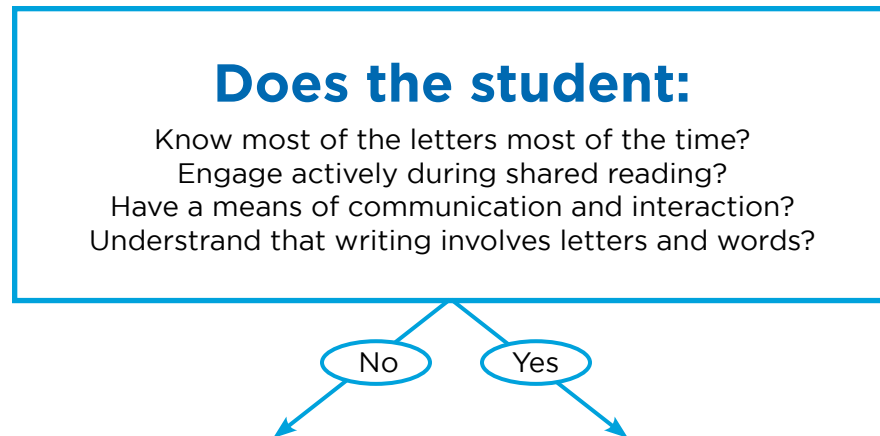 Does the student:
Know most of the letters most of the time?
Engage actively during shared reading?
Have a means of communication and interaction?
Understrand that writing involves letters and words?
No
Yes